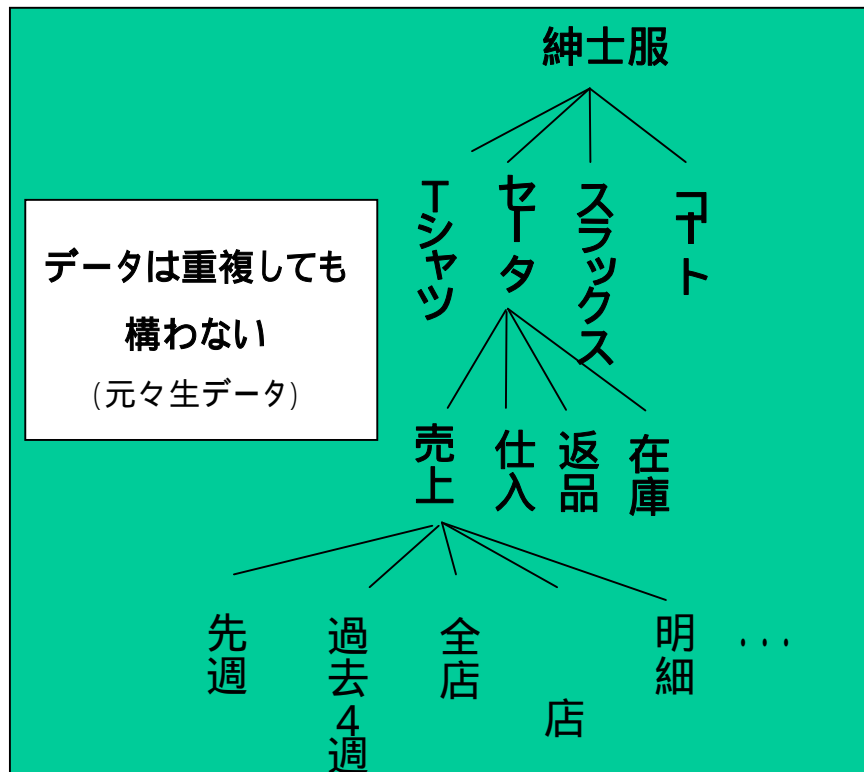 紳士服
Tシャツ
セータ
スラックス
コート
データは重複しても
構わない
(元々生データ)
売上
仕入
返品
在庫
先週
過去4週
全店
店
明細
...